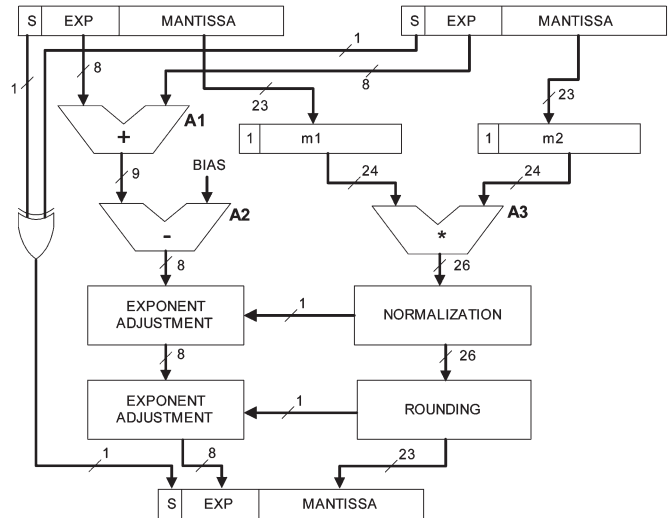 S EXP MANTISSA S EXP MANTISSA
1
1 8 8
23 23
A1
+ 1 m1 1 m2
9 BIAS 24 24
A2 A3
- *
8 26
EXPONENT ADJUSTMENT 1 NORMALIZATION
8 26
EXPONENT ADJUSTMENT 1 ROUNDING
1 8 23
S EXP MANTISSA